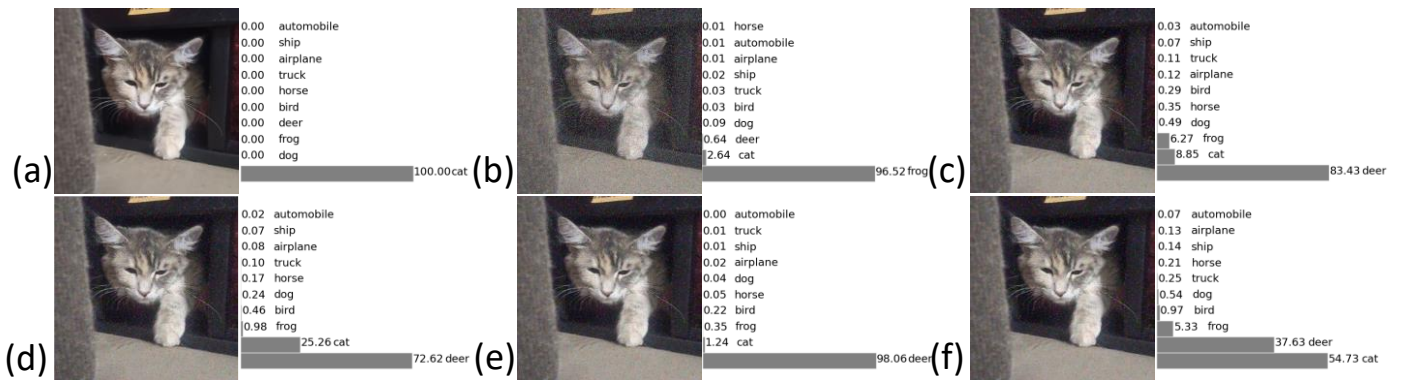 (a)
0.00 automobile
0.00 ship
0.00 airplane
0.00 truck
0.00 horse
0.00 bird
0.00 deer
0.00 frog
0.00 dog
100.00 cat
(b)
0.01 horse
0.01 automobile
0.01 airplane
0.02 ship
0.03 truck
0.03 bird
0.09 dog
0.64 deer
2.64 cat
96.52 frog
(c)
0.03 automobile
0.07 ship
0.11 truck
0.12 airplane
0.29 bird
0.35 horse
0.49 dog
6.27 frog
8.85 cat
83.43 deer
(d)
0.02 automobile
0.07 ship
0.08 airplane
0.10 truck
0.17 horse
0.24 dog
0.46 bird
0.98 frog
25.26 cat
72.62 deer
(e)
0.00 automobile
0.01 truck
0.01 ship
0.02 airplane
0.04 dog
0.05 horse
0.22 bird
0.35 frog
1.24 cat
98.06 deer
(f)
0.07 automobile
0.13 airplane
0.14 ship
0.21 horse
0.25 truck
0.54 dog
0.97 bird
5.33 frog
37.63 deer
54.73 cat